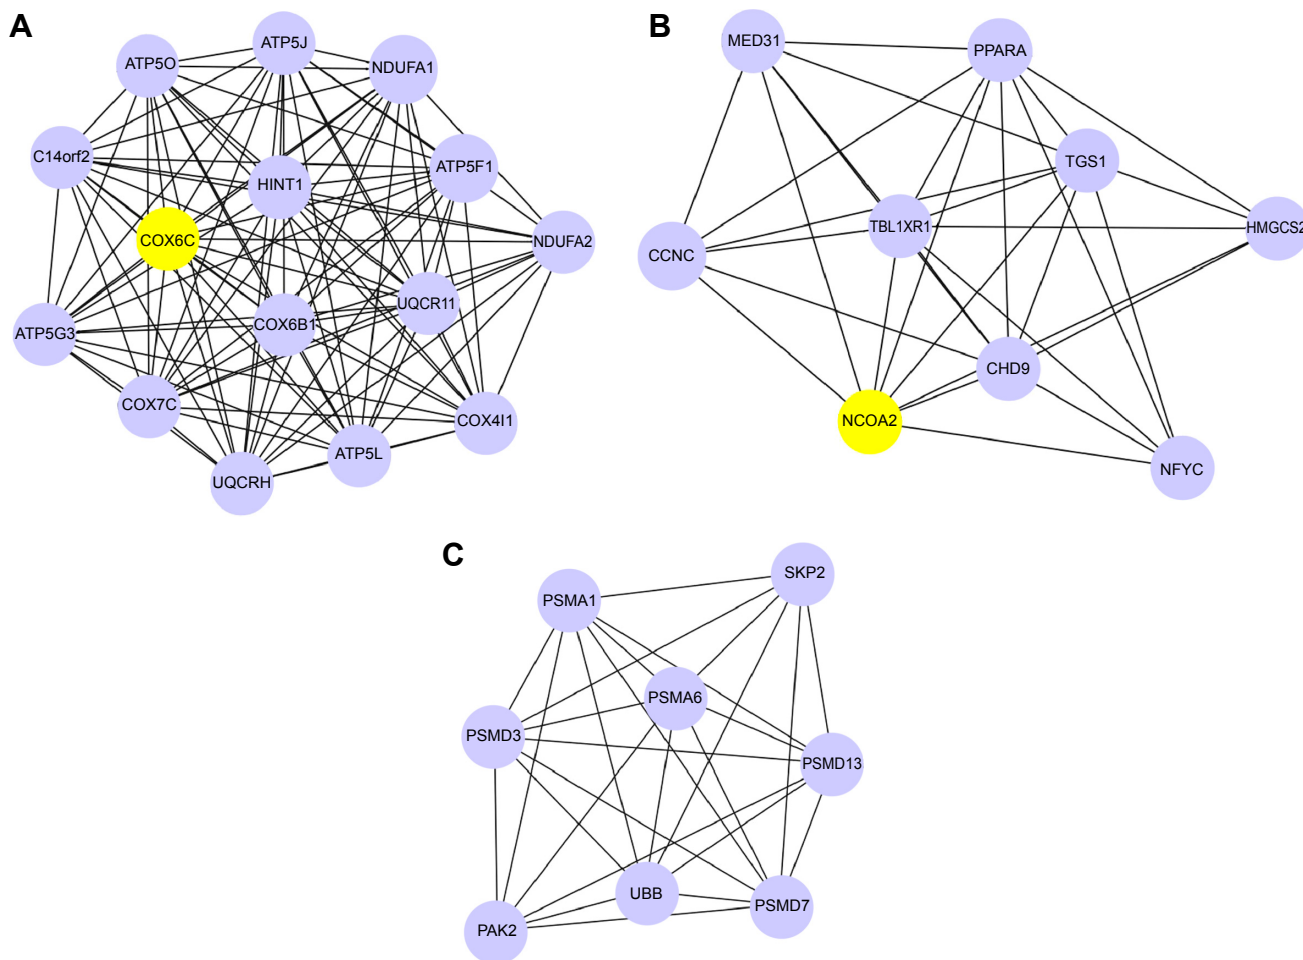 A
ATP5J
ATP5O
NDUFA1
C14orf2
ATP5F1
HINT1
COX6C
NDUFA2
UQCR11
COX6B1
ATP5G3
COX7C
COX4I1
ATP5L
UQCRH
B
MED31
PPARA
TGS1
TBL1XR1
HMGCS2
CCNC
CHD9
NCOA2
NFYC
C
SKP2
PSMA1
PSMA6
PSMD3
PSMD13
UBB
PSMD7
PAK2